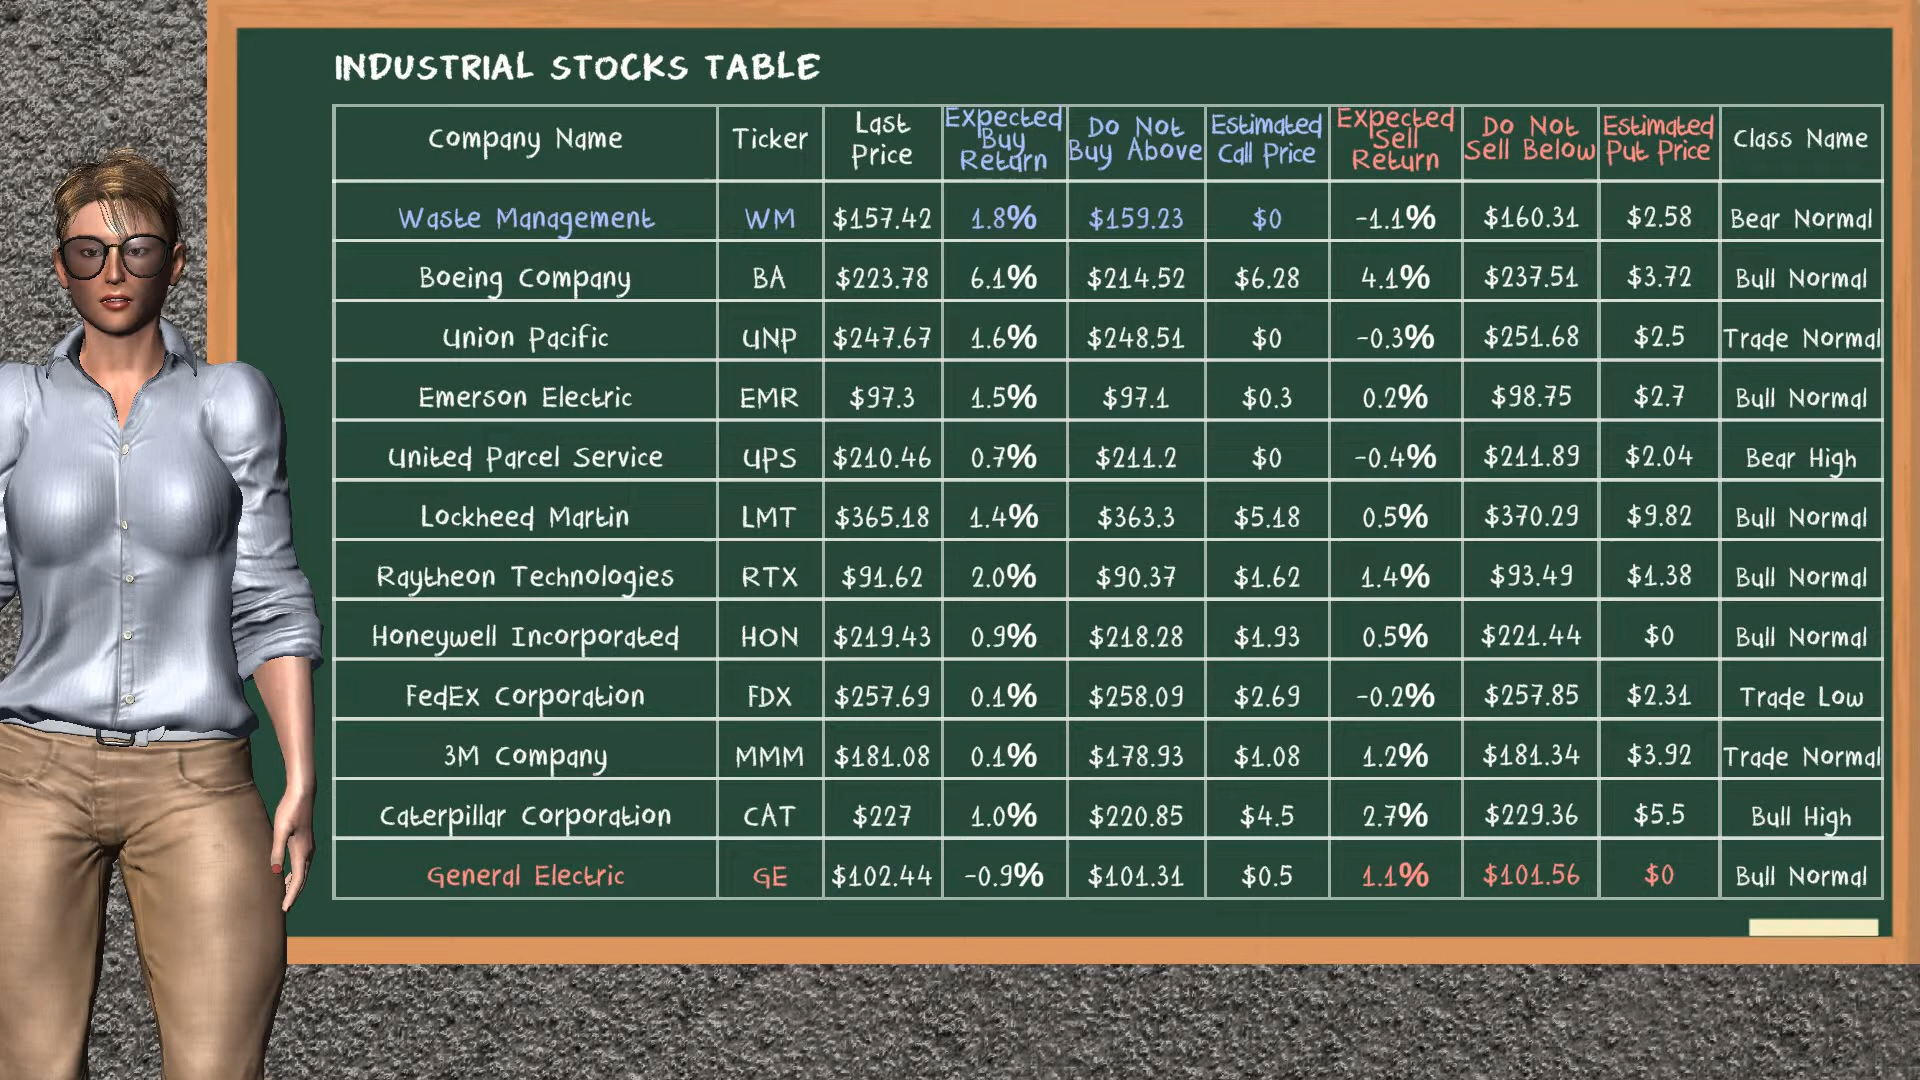 INDUSTRIAL STOCKS TABLE
Company Name Ticker Last Price Expected Buy Return Do Not Buy Above Estimated Call Price Expected Sell Return Do Not Sell Below Estimated Put Price Class Name
Waste Management WM $157.42 1.8% $159.23 $0 -1.1% $160.31 $2.58 Bear Normal
Boeing Company BA $223.78 6.1% $214.52 $6.28 4.1% $237.51 $3.72 Bull Normal
Union Pacific UNP $247.67 1.6% $248.51 $0 -0.3% $251.68 $2.5 Trade Normal
Emerson Electric EMR $97.3 1.5% $97.1 $0.3 0.2% $98.75 $2.7 Bull Normal
United Parcel Service UPS $210.46 0.7% $211.2 $0 -0.4% $211.89 $2.04 Bear High
Lockheed Martin LMT $365.18 1.4% $363.3 $5.18 0.5% $370.29 $9.82 Bull Normal
Raytheon Technologies RTX $91.62 2.0% $90.37 $1.62 1.4% $93.49 $1.38 Bull Normal
Honeywell Incorporated HON $219.43 0.9% $218.28 $1.93 0.5% $221.44 $0 Bull Normal
FedEx Corporation FDX $257.69 0.1% $258.09 $2.69 -0.2% $257.85 $2.31 Trade Low
3M Company MMM $181.08 0.1% $178.93 $1.08 1.2% $181.34 $3.92 Trade Normal
Caterpillar Corporation CAT $227 1.0% $220.85 $4.5 2.7% $229.36 $5.5 Bull High
General Electric GE $102.44 -0.9% $101.31 $0.5 1.1% $101.56 $0 Bull Normal